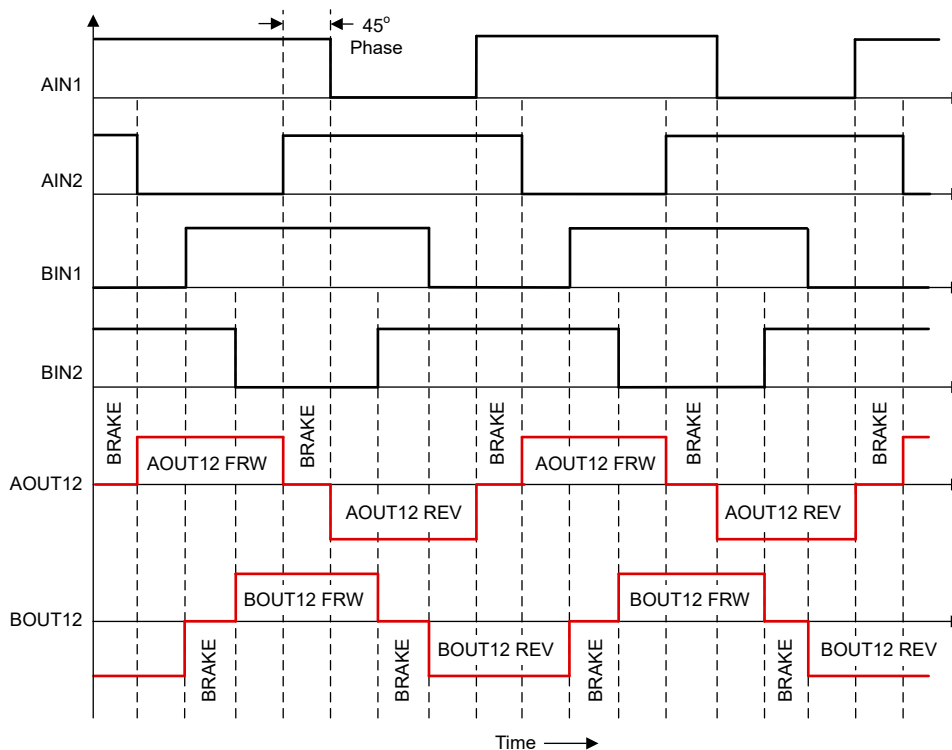 45°
Phase
AIN1
AIN2
BIN1
BIN2
BRAKE BRAKE BRAKE BRAKE BRAKE
AOUT12 FRW AOUT12 FRW
AOUT12
AOUT12 REV AOUT12 REV
BOUT12 FRW BOUT12 FRW
BOUT12
BOUT12 REV BOUT12 REV
BRAKE BRAKE BRAKE BRAKE
Time